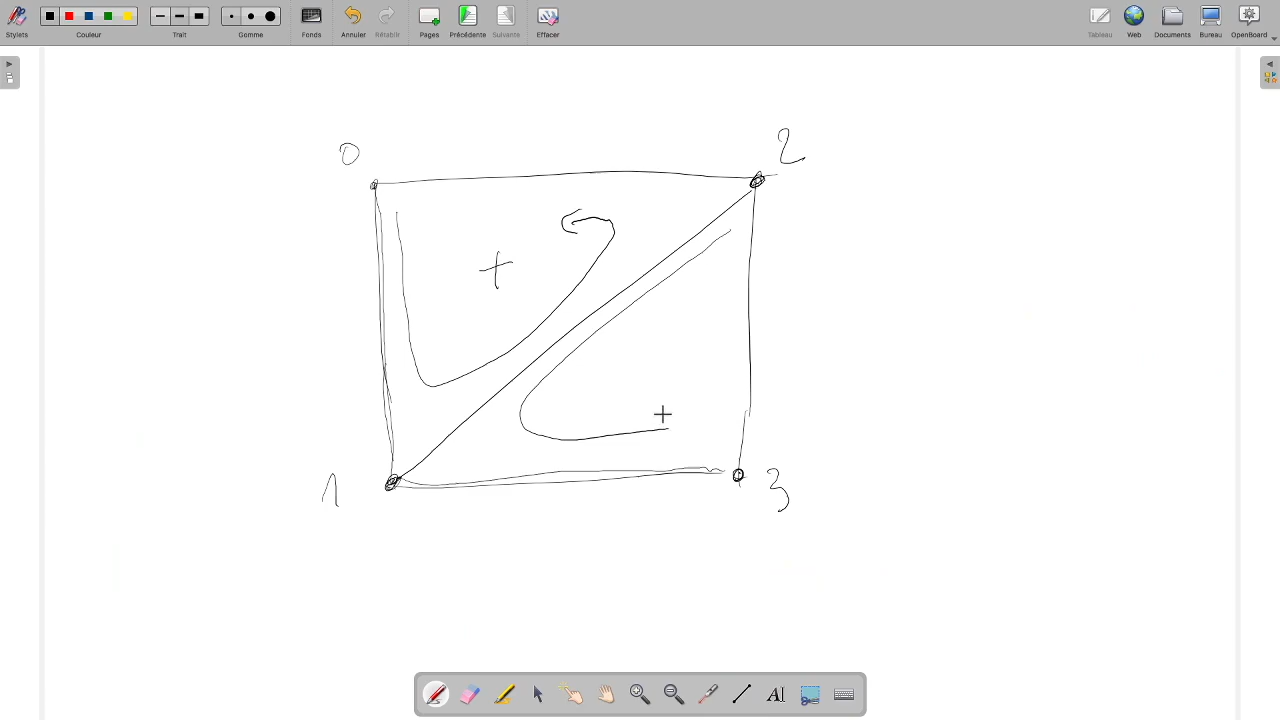 Stylets Couleur Trait Gomme Fonds Annuler Rétablir Pages Précédente Suivante Effacer Tableau Web Documents Bureau OpenBoard
0 2
+
1 3
AI